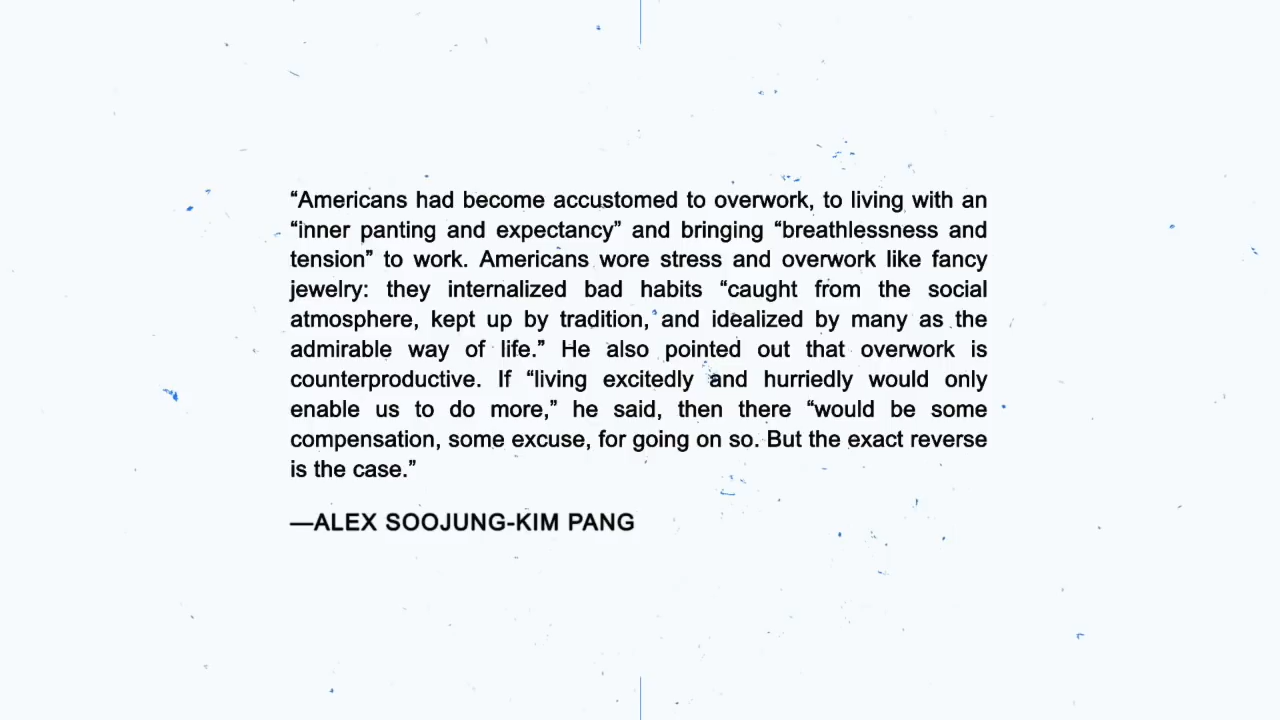 “Americans had become accustomed to overwork, to living with an
“inner panting and expectancy” and bringing “breathlessness and
tension” to work. Americans wore stress and overwork like fancy
jewelry: they internalized bad habits “caught from the social
atmosphere, kept up by tradition, and idealized by many as the
admirable way of life.” He also pointed out that overwork is
counterproductive. If “living excitedly and hurriedly would only
enable us to do more,” he said, then there “would be some
compensation, some excuse, for going on so. But the exact reverse
is the case.”
—ALEX SOOJUNG-KIM PANG